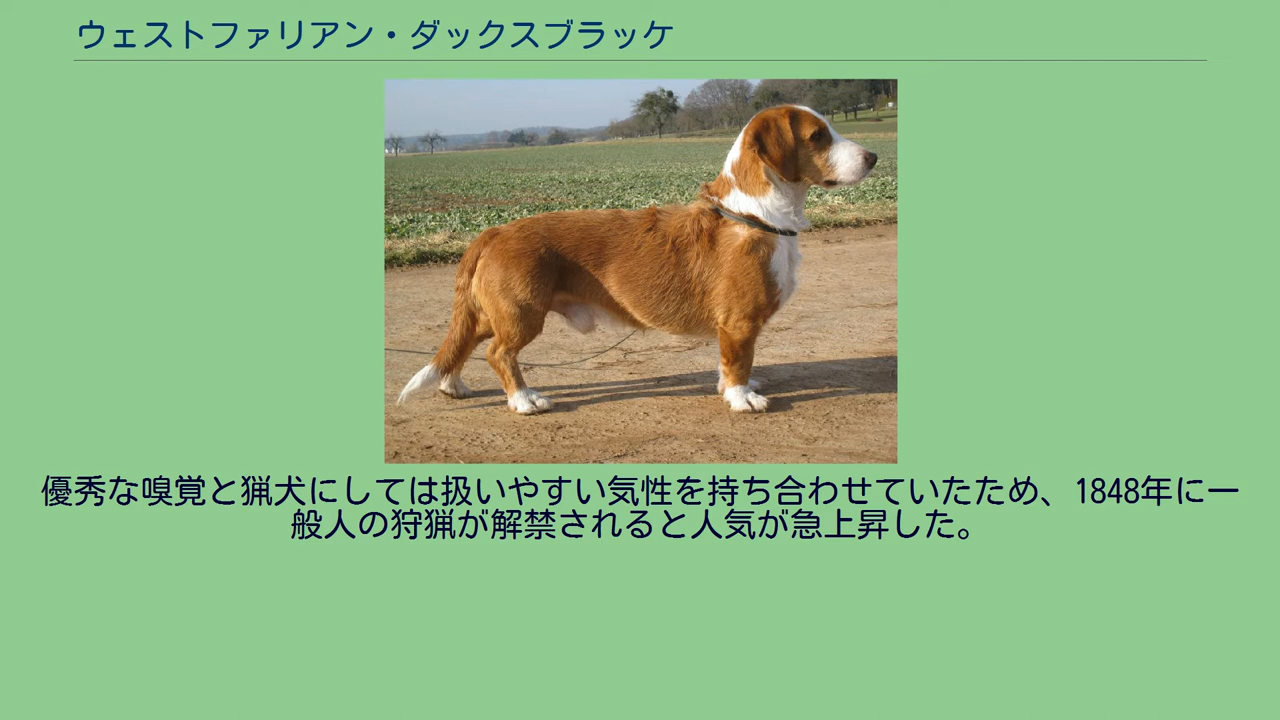 ウェストファリアン・ダックスブラッケ
優秀な嗅覚と猟犬にしては扱いやすい気性を持ち合わせていたため、1848年に一
般人の狩猟が解禁されると人気が急上昇した。